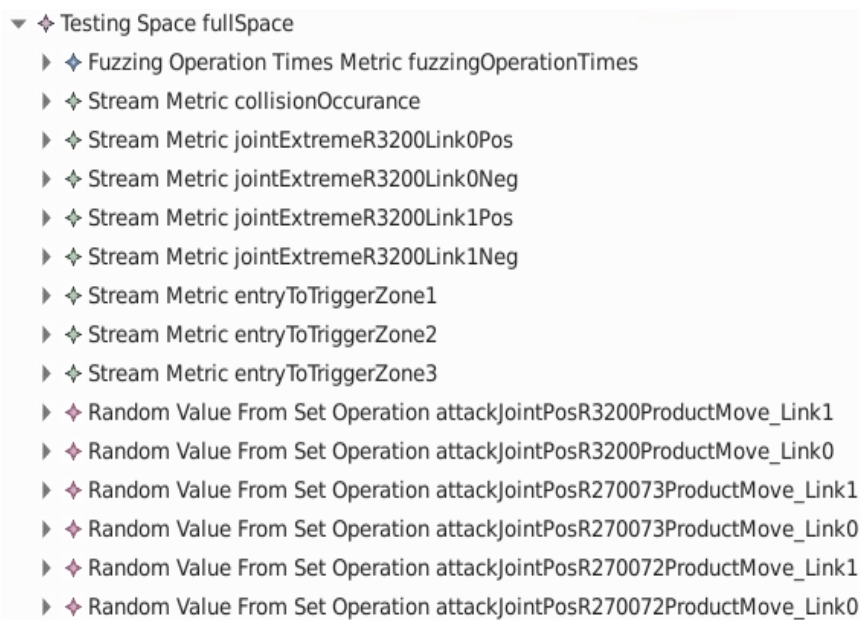 Testing Space fullSpace
Fuzzing Operation Times Metric fuzzingOperationTimes
Stream Metric collisionOccurance
Stream Metric jointExtremeR3200Link0Pos
Stream Metric jointExtremeR3200Link0Neg
Stream Metric jointExtremeR3200Link1Pos
Stream Metric jointExtremeR3200Link1Neg
Stream Metric entryToTriggerZone1
Stream Metric entryToTriggerZone2
Stream Metric entryToTriggerZone3
Random Value From Set Operation attackJointPosR3200ProductMove_Link1
Random Value From Set Operation attackJointPosR3200ProductMove_Link0
Random Value From Set Operation attackJointPosR270073ProductMove_Link1
Random Value From Set Operation attackJointPosR270073ProductMove_Link0
Random Value From Set Operation attackJointPosR270072ProductMove_Link1
Random Value From Set Operation attackJointPosR270072ProductMove_Link0